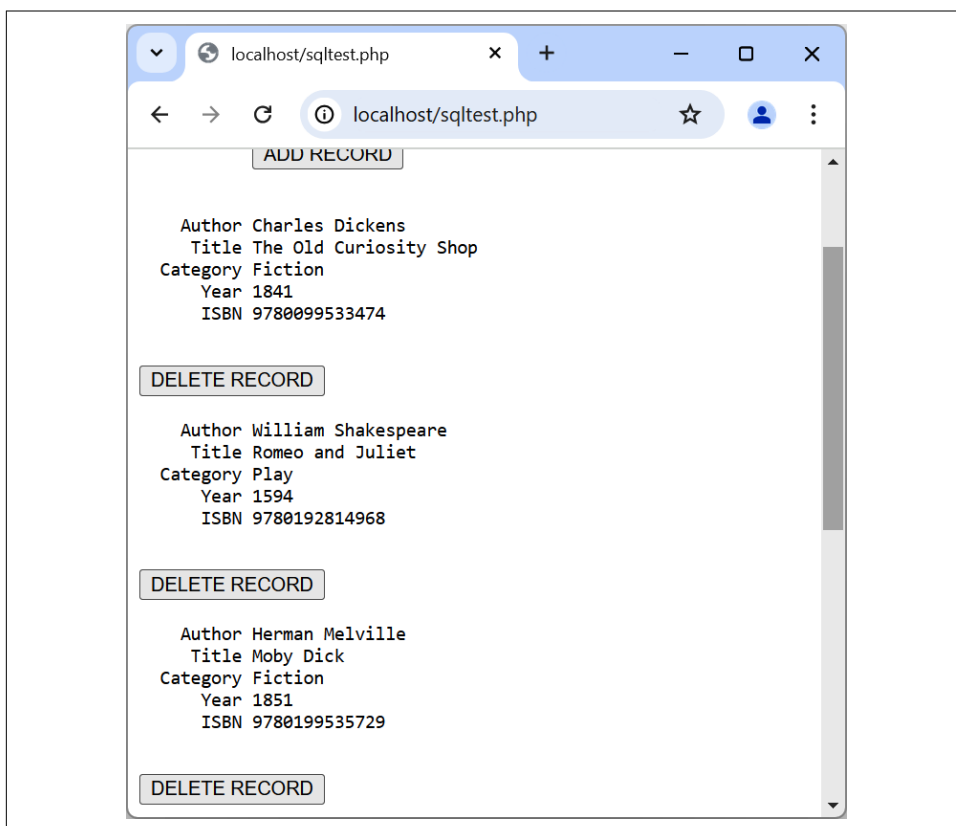 localhost/sqltest.php
localhost/sqltest.php
ADD RECORD
Author Charles Dickens
Title The Old Curiosity Shop
Category Fiction
Year 1841
ISBN 9780099533474
DELETE RECORD
Author William Shakespeare
Title Romeo and Juliet
Category Play
Year 1594
ISBN 9780192814968
DELETE RECORD
Author Herman Melville
Title Moby Dick
Category Fiction
Year 1851
ISBN 9780199535729
DELETE RECORD